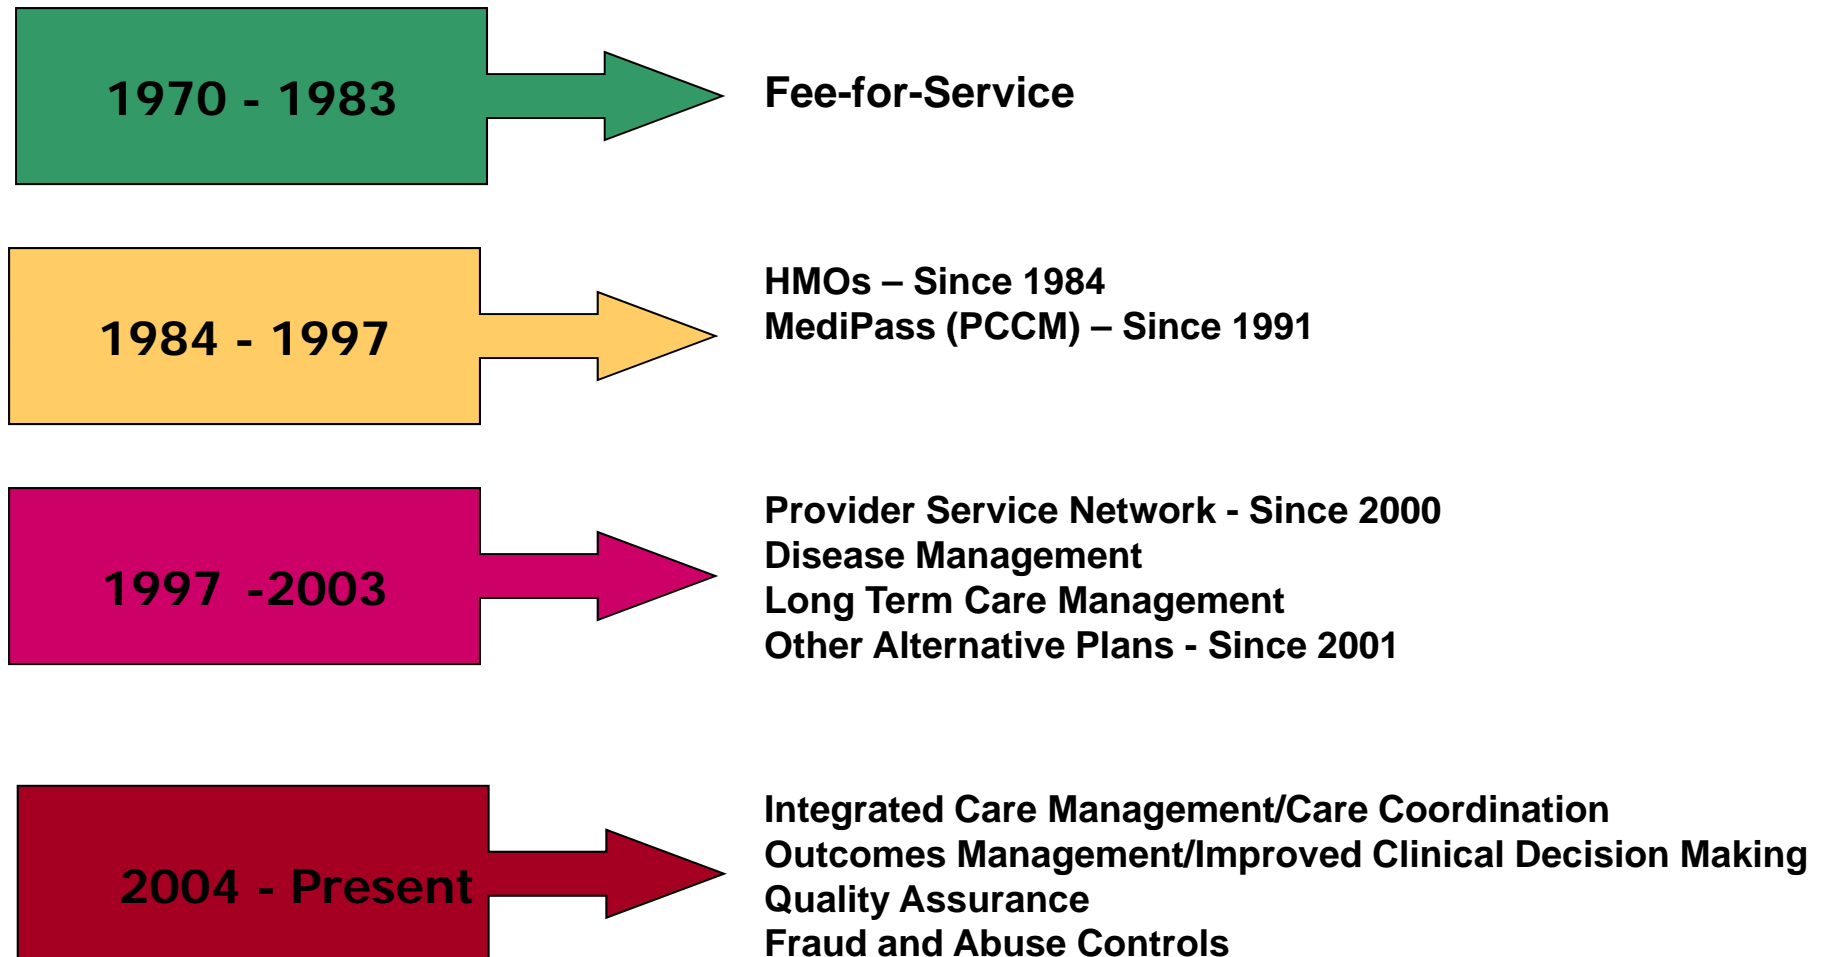 1970 - 1983
Fee-for-Service
1984 - 1997
HMOs – Since 1984
MediPass (PCCM) – Since 1991
1997 -2003
Provider Service Network - Since 2000
Disease Management
Long Term Care Management
Other Alternative Plans - Since 2001
2004 - Present
Integrated Care Management/Care Coordination
Outcomes Management/Improved Clinical Decision Making
Quality Assurance
Fraud and Abuse Controls